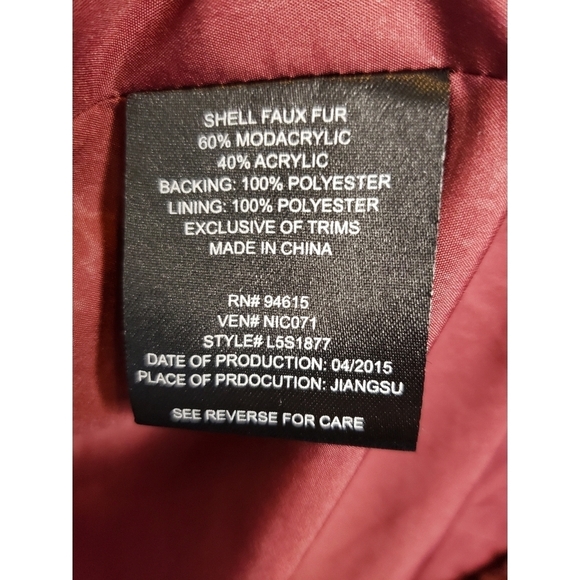 SHELL FAUX FUR
60% MODACRYLIC
40% ACRYLIC
BACKING: 100% POLYESTER
LINING: 100% POLYESTER
EXCLUSIVE OF TRIMS
MADE IN CHINA
RN# 94615
VEN# NIC071
STYLE# L5S1877
DATE OF PRODUCTION: 04/2015
PLACE OF PRDOCUTION: JIANGSU
SEE REVERSE FOR CARE